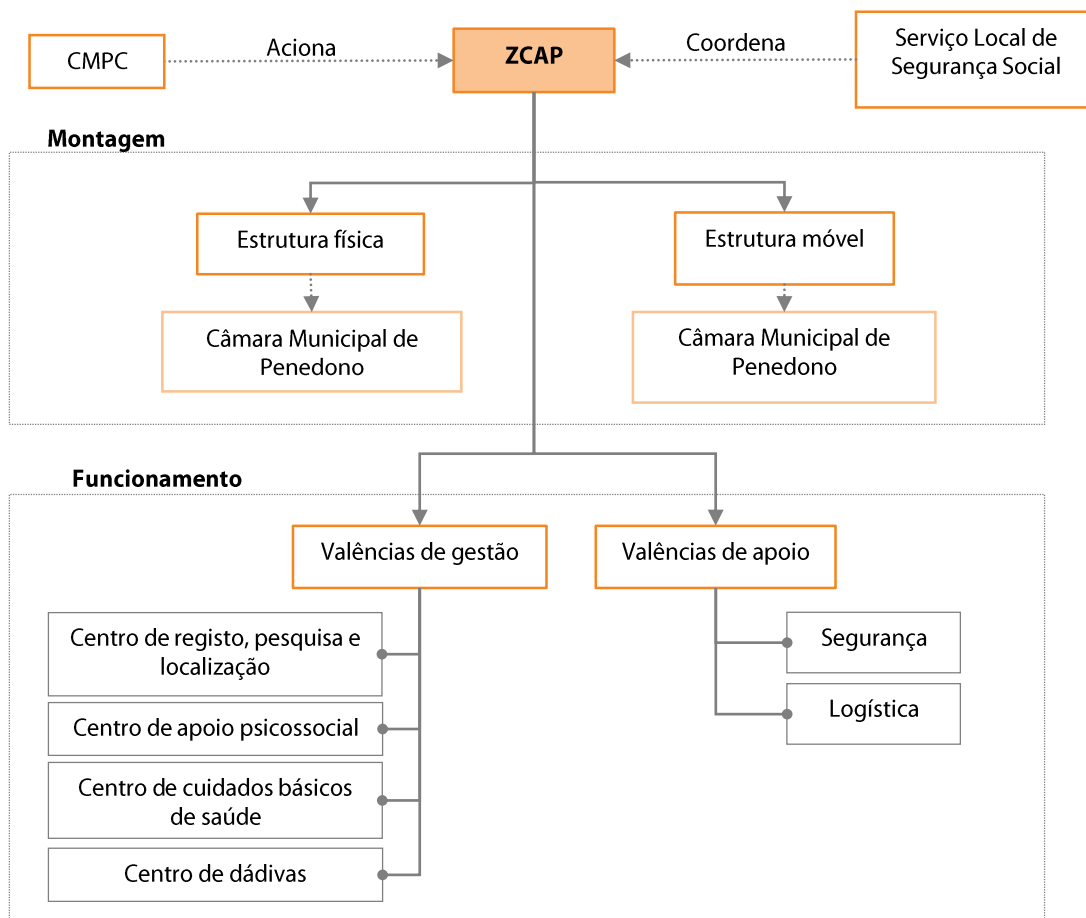 CMPC
Aciona
ZCAP
Coordena
Serviço Local de
Segurança Social
Montagem
Estrutura física
Estrutura móvel
Câmara Municipal de
Penedono
Câmara Municipal de
Penedono
Funcionamento
Valências de gestão
Valências de apoio
Centro de registo, pesquisa e
localização
Centro de apoio psicossocial
Centro de cuidados básicos
de saúde
Centro de dádivas
Segurança
Logística